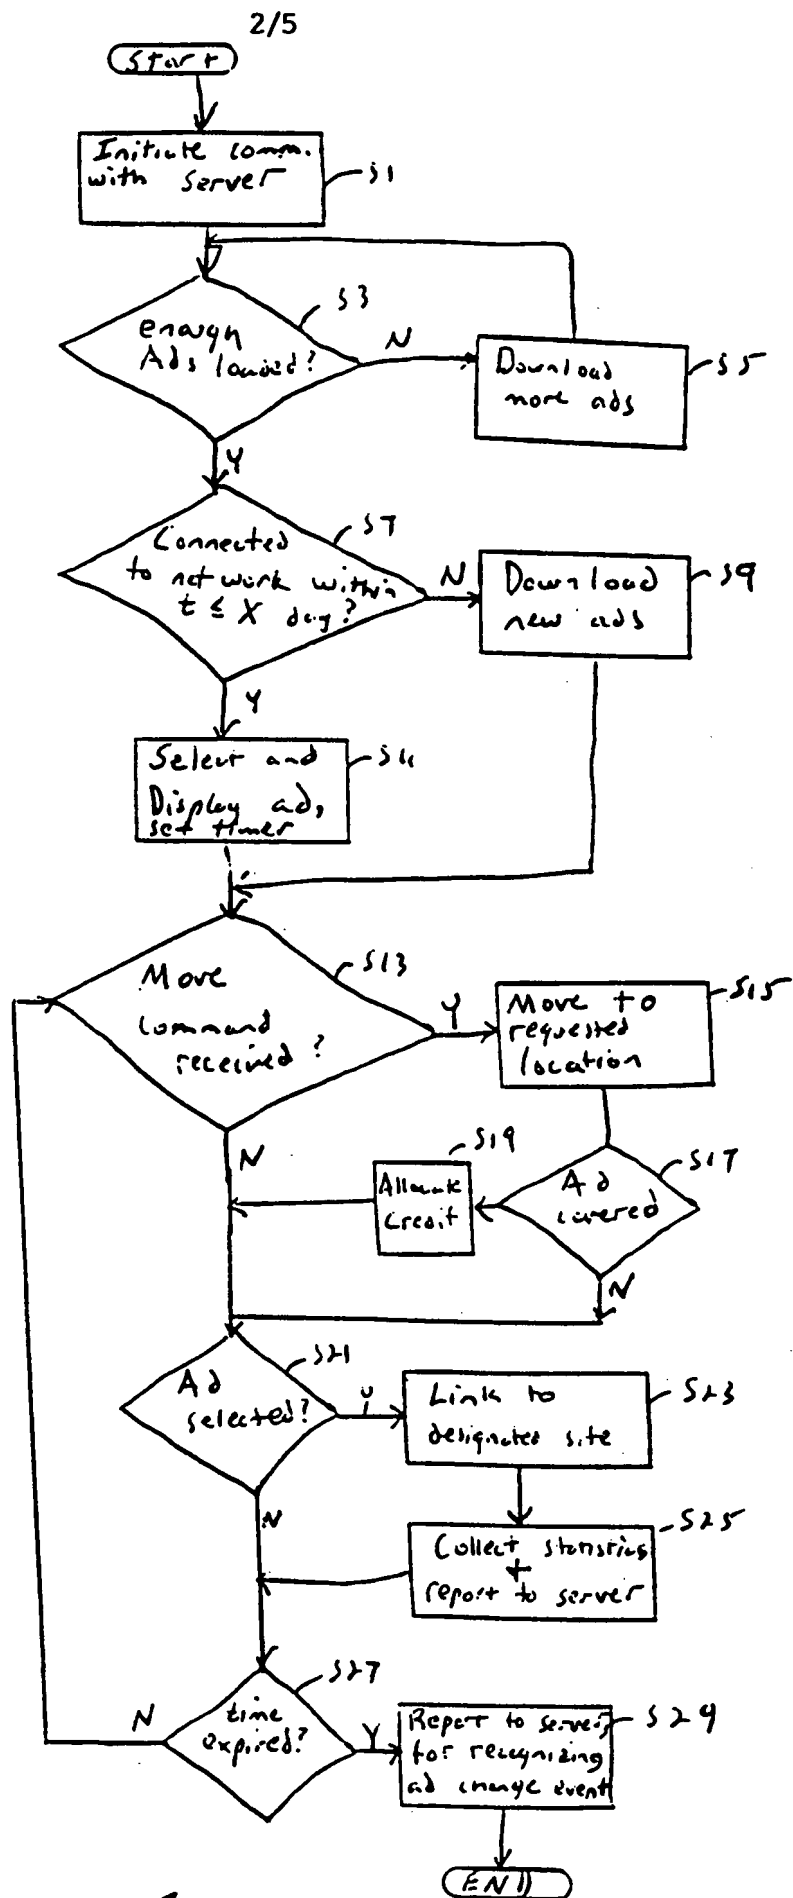 2/5
Start
Initiate comm.
with server
S1
S3
enough
Ads loaded?
N
Download
more ads
S5
Y
S7
Connected
to network within
t ≤ X day?
N
Download
new ads
S9
Y
Select and
Display ad,
set timer
S11
S13
Move
command
received?
Y
Move to
requested
location
S15
N
S19
Allocate
Credit
S17
Ad
covered
N
S21
Ad
selected?
Y
Link to
designated site
S23
N
Collect statistics
+
report to server
S25
S27
time
expired?
N
Y
Report to server,
for recognizing
ad change event
S29
END